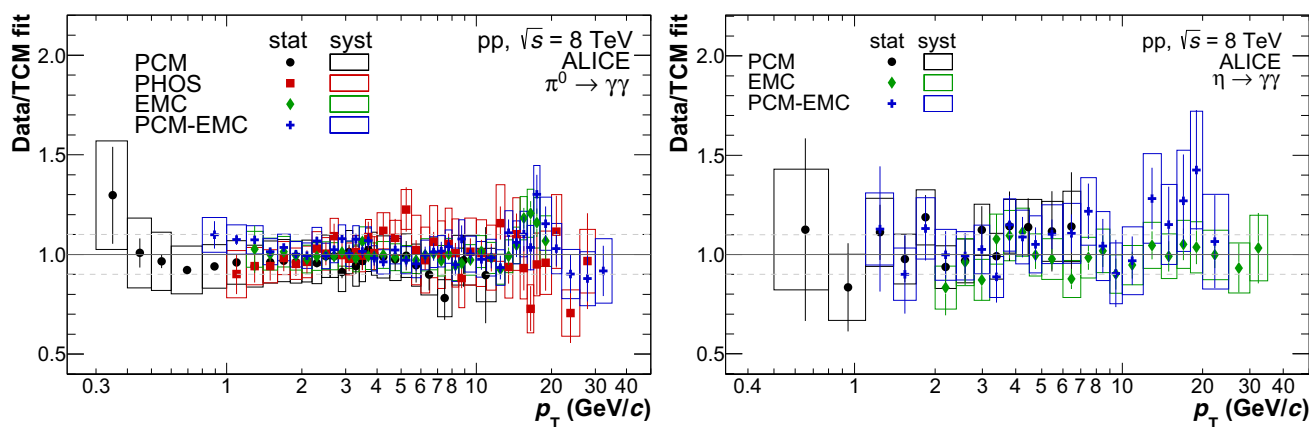 Data/TCM fit
2.0
1.5
1.0
0.5
stat syst
PCM
PHOS
EMC
PCM-EMC
pp, √s = 8 TeV
ALICE
π⁰ → γγ
0.3 1 2 3 4 5 6 7 8 10 20 30 40
p_T (GeV/c)
Data/TCM fit
2.0
1.5
1.0
0.5
stat syst
PCM
EMC
PCM-EMC
pp, √s = 8 TeV
ALICE
η → γγ
0.4 1 2 3 4 5 6 7 8 10 20 30 40
p_T (GeV/c)